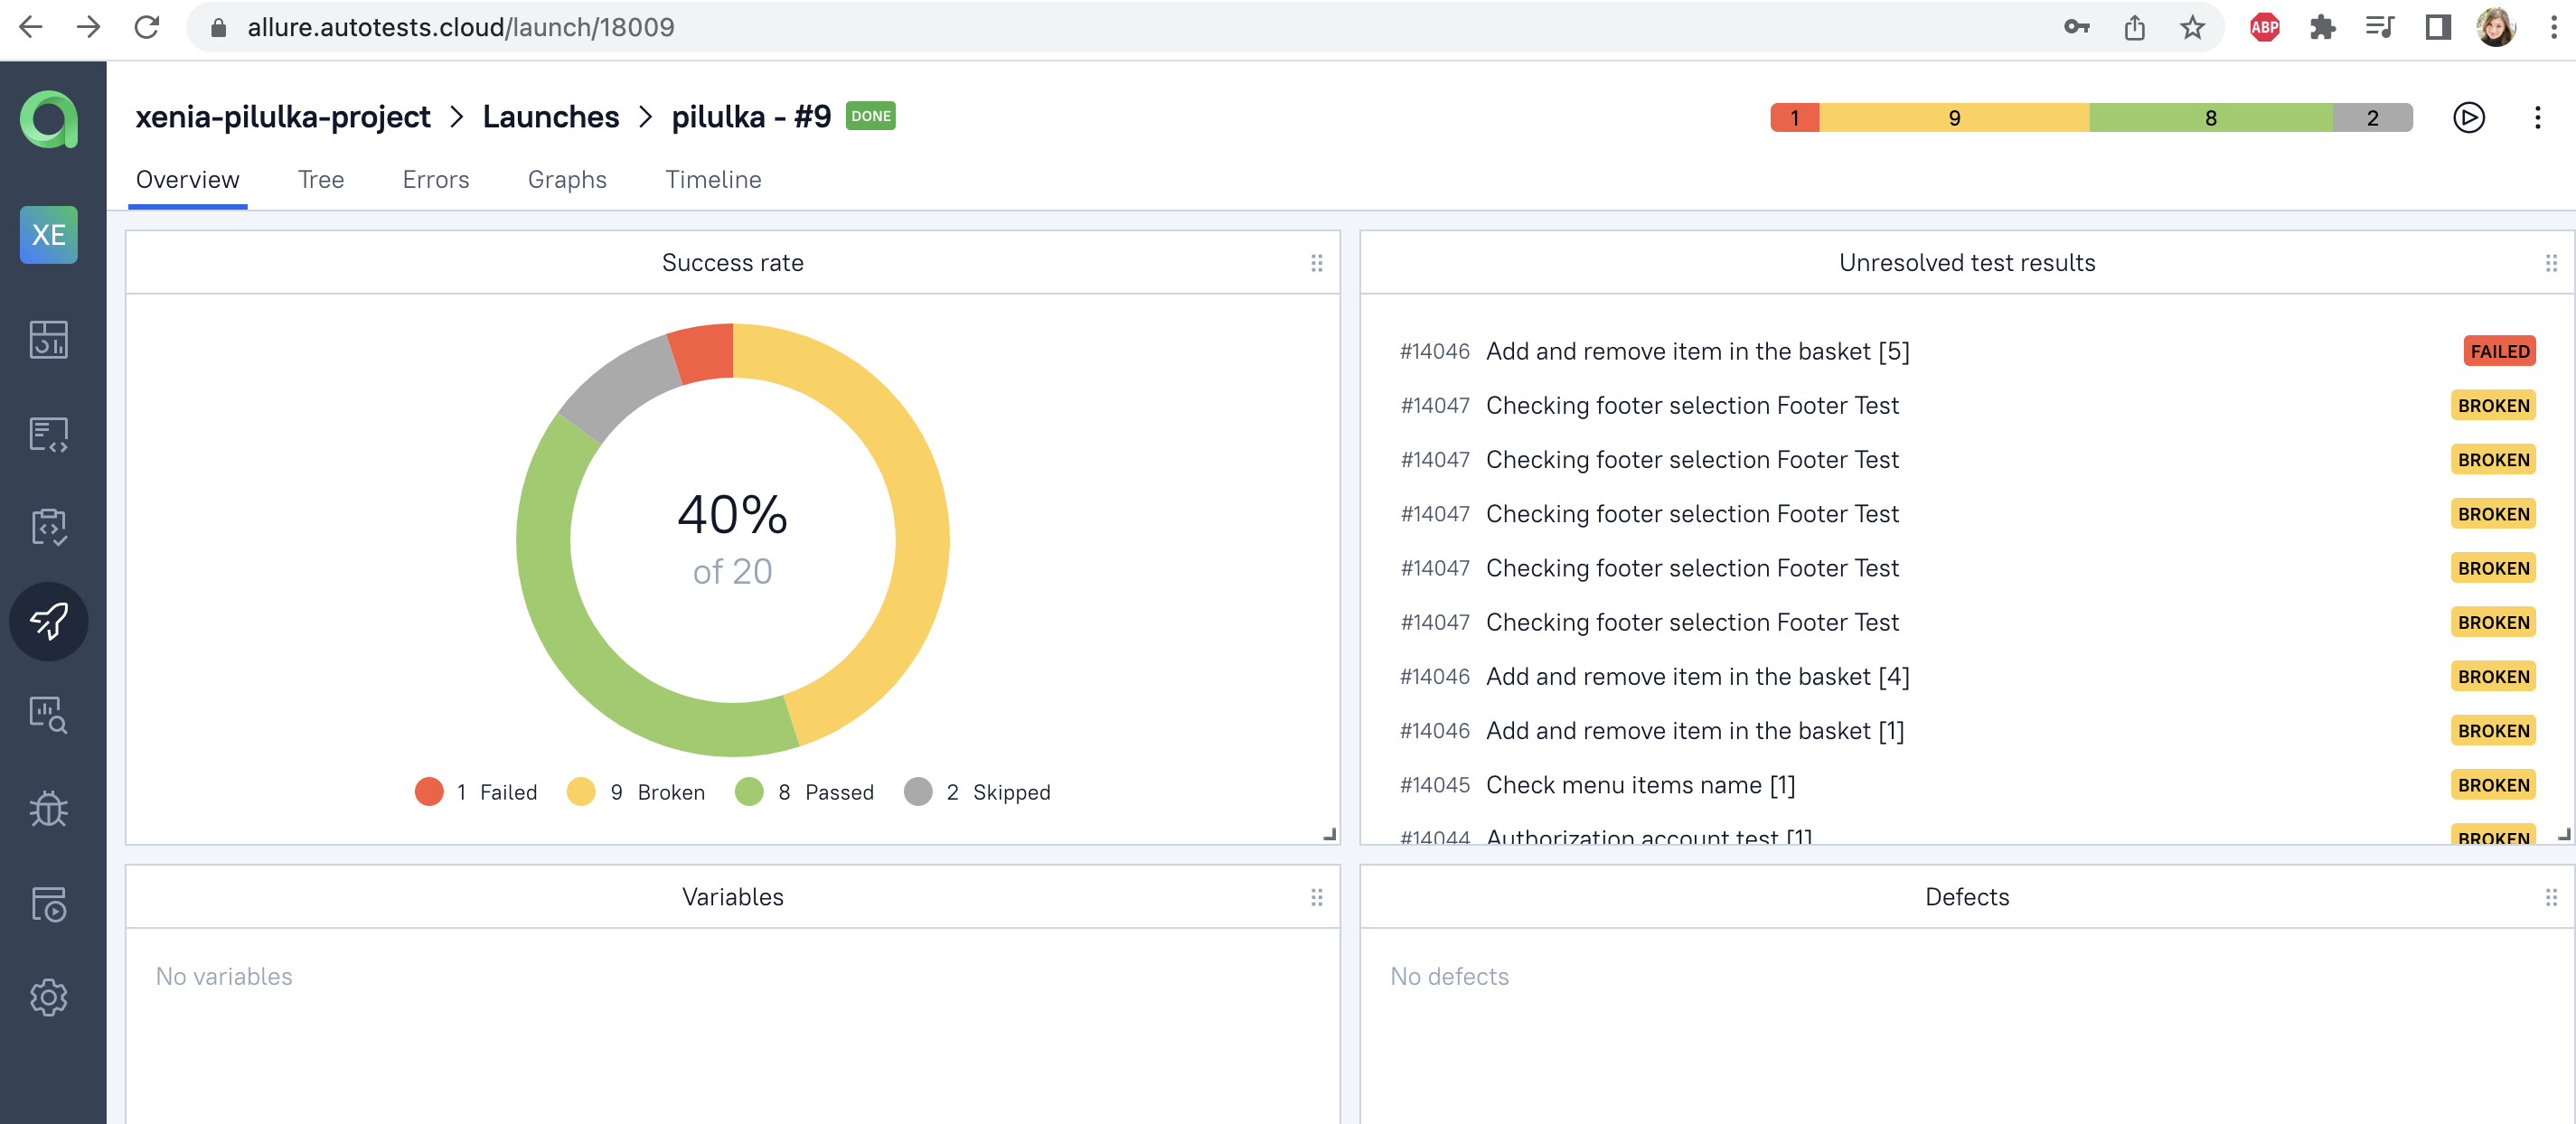 allure.autotests.cloud/launch/18009
ABP
xenia-pilulka-project > Launches > pilulka - #9 DONE
1 9 8 2
Overview Tree Errors Graphs Timeline
XE
Success rate
40%
of 20
1 Failed 9 Broken 8 Passed 2 Skipped
Unresolved test results
#14046 Add and remove item in the basket [5] FAILED
#14047 Checking footer selection Footer Test BROKEN
#14047 Checking footer selection Footer Test BROKEN
#14047 Checking footer selection Footer Test BROKEN
#14047 Checking footer selection Footer Test BROKEN
#14047 Checking footer selection Footer Test BROKEN
#14046 Add and remove item in the basket [4] BROKEN
#14046 Add and remove item in the basket [1] BROKEN
#14045 Check menu items name [1] BROKEN
#14044 Authorization account test [1] BROKEN
Variables
No variables
Defects
No defects